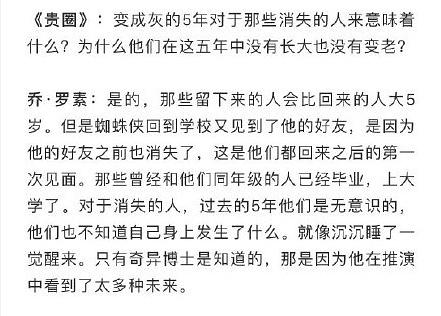 《贵圈》：变成灰的5年对于那些消失的人来意味着
什么？为什么他们在这五年中没有长大也没有变老？
乔·罗素：是的，那些留下来的人会比回来的人大5
岁。但是蜘蛛侠回到学校又见到了他的好友，是因为
他的好友之前也消失了，这是他们都回来之后的第一
次见面。那些曾经和他们同年级的人已经毕业，上大
学了。对于消失的人，过去的5年他们是无意识的，
他们也不知道自己身上发生了什么。就像沉沉睡了一
觉醒来。只有奇异博士是知道的，那是因为他在推演
中看到了太多种未来。